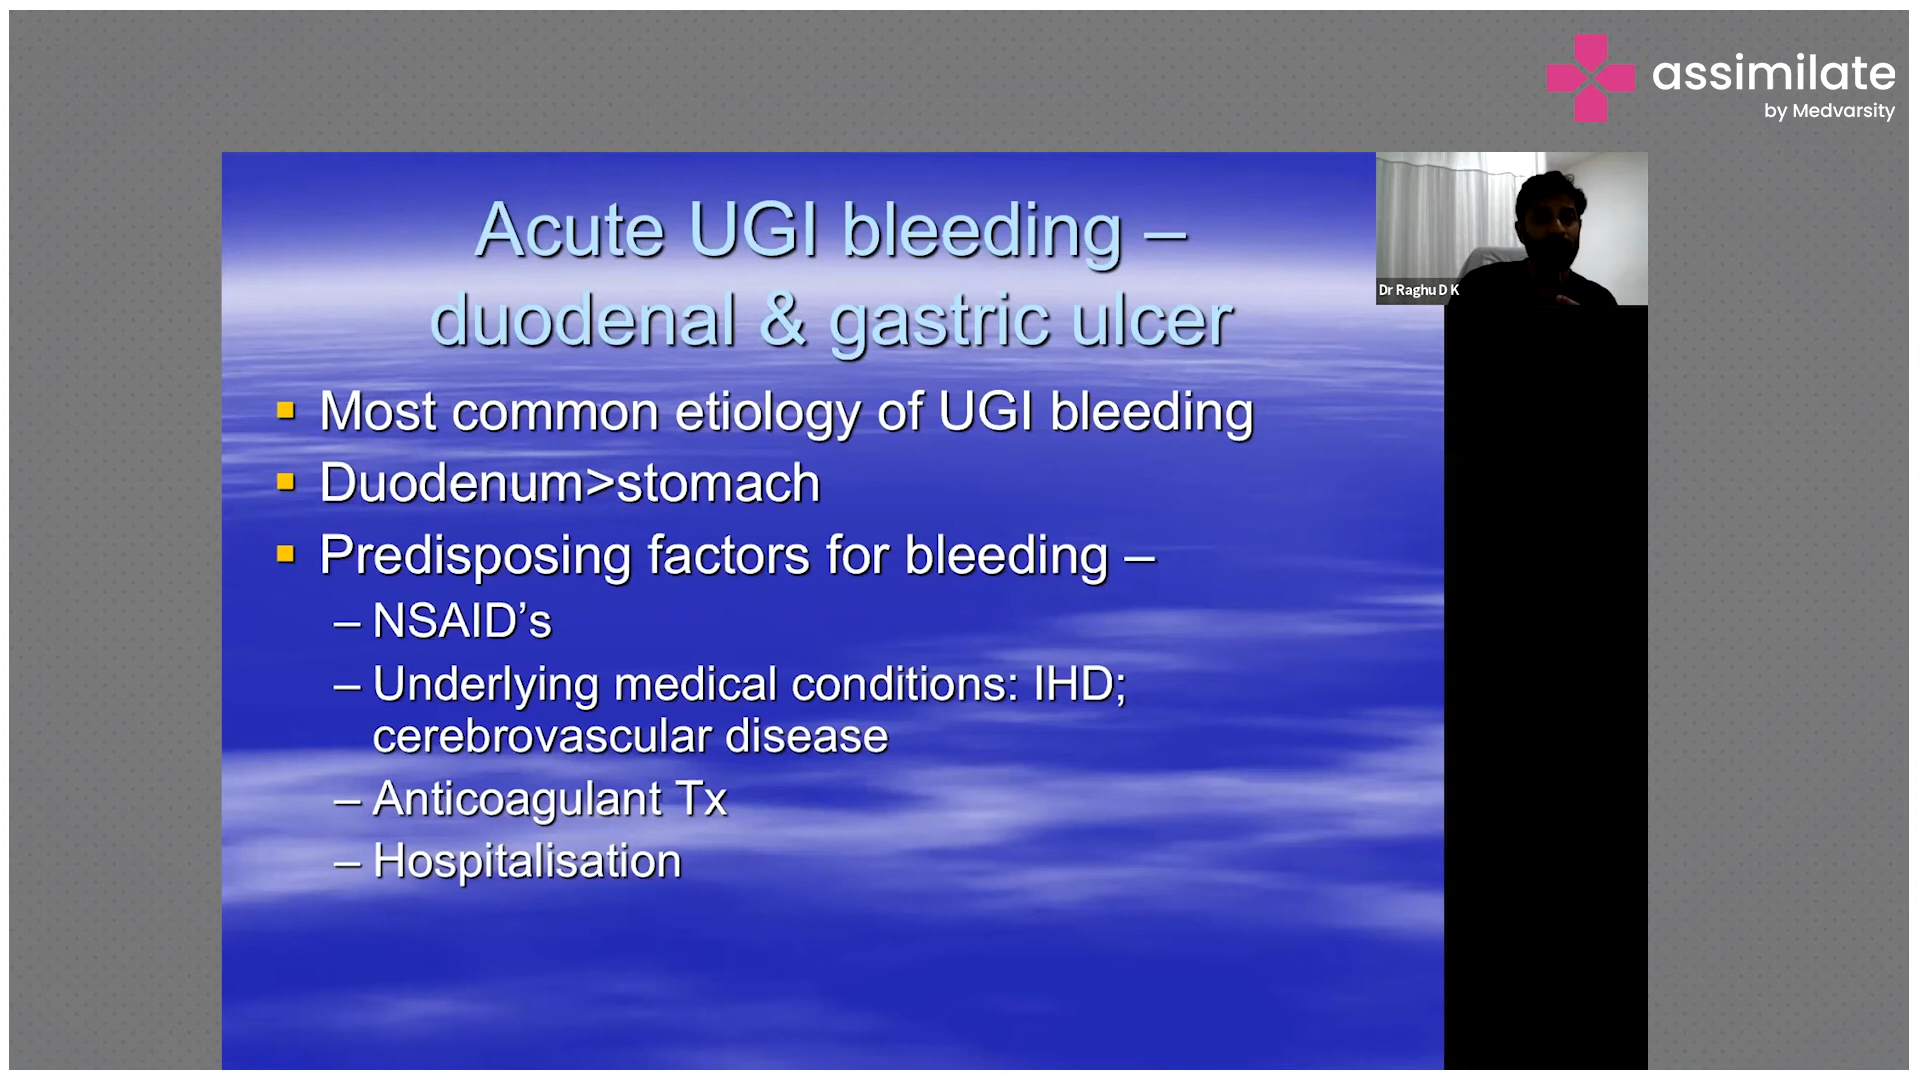 assimilate
by Medvarsity
Acute UGI bleeding –
duodenal & gastric ulcer
Dr Raghu D K
▪ Most common etiology of UGI bleeding
▪ Duodenum>stomach
▪ Predisposing factors for bleeding –
– NSAID’s
– Underlying medical conditions: IHD;
cerebrovascular disease
– Anticoagulant Tx
– Hospitalisation